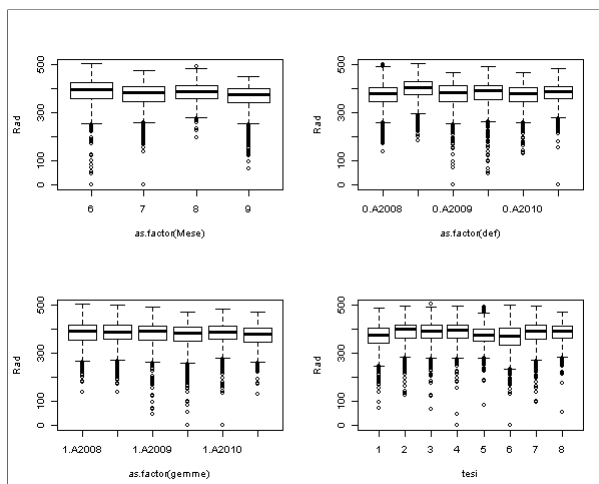 Rad
0 100 300 500
6 7 8 9
as.factor(Mese)
Rad
0 100 300 500
0.A2008 0.A2009 0.A2010
as.factor(def)
Rad
0 100 300 500
1.A2008 1.A2009 1.A2010
as.factor(gemme)
Rad
0 100 300 500
1 2 3 4 5 6 7 8
tesi